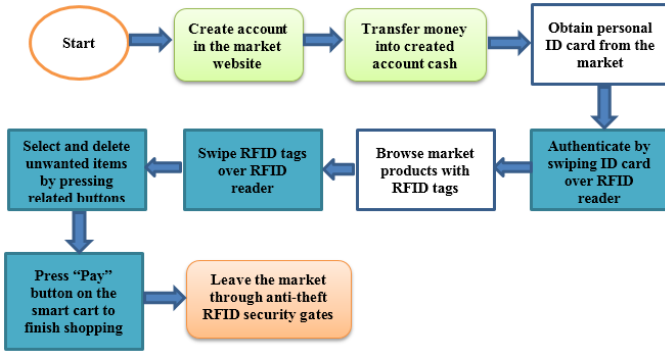 Start
Create account
in the market
website
Transfer money
into created
account cash
Obtain personal
ID card from the
market
Select and delete
unwanted items
by pressing
related buttons
Swipe RFID tags
over RFID
reader
Browse market
products with
RFID tags
Authenticate by
swiping ID card
over RFID
reader
Press “Pay”
button on the
smart cart to
finish shopping
Leave the market
through anti-theft
RFID security
gates